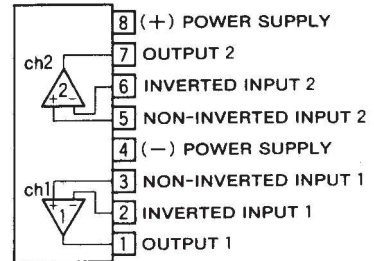 8 (+) POWER SUPPLY
7 OUTPUT 2
ch2
6 INVERTED INPUT 2
+ 2 −
5 NON-INVERTED INPUT 2
4 (−) POWER SUPPLY
3 NON-INVERTED INPUT 1
ch1
+ 1 −
2 INVERTED INPUT 1
1 OUTPUT 1